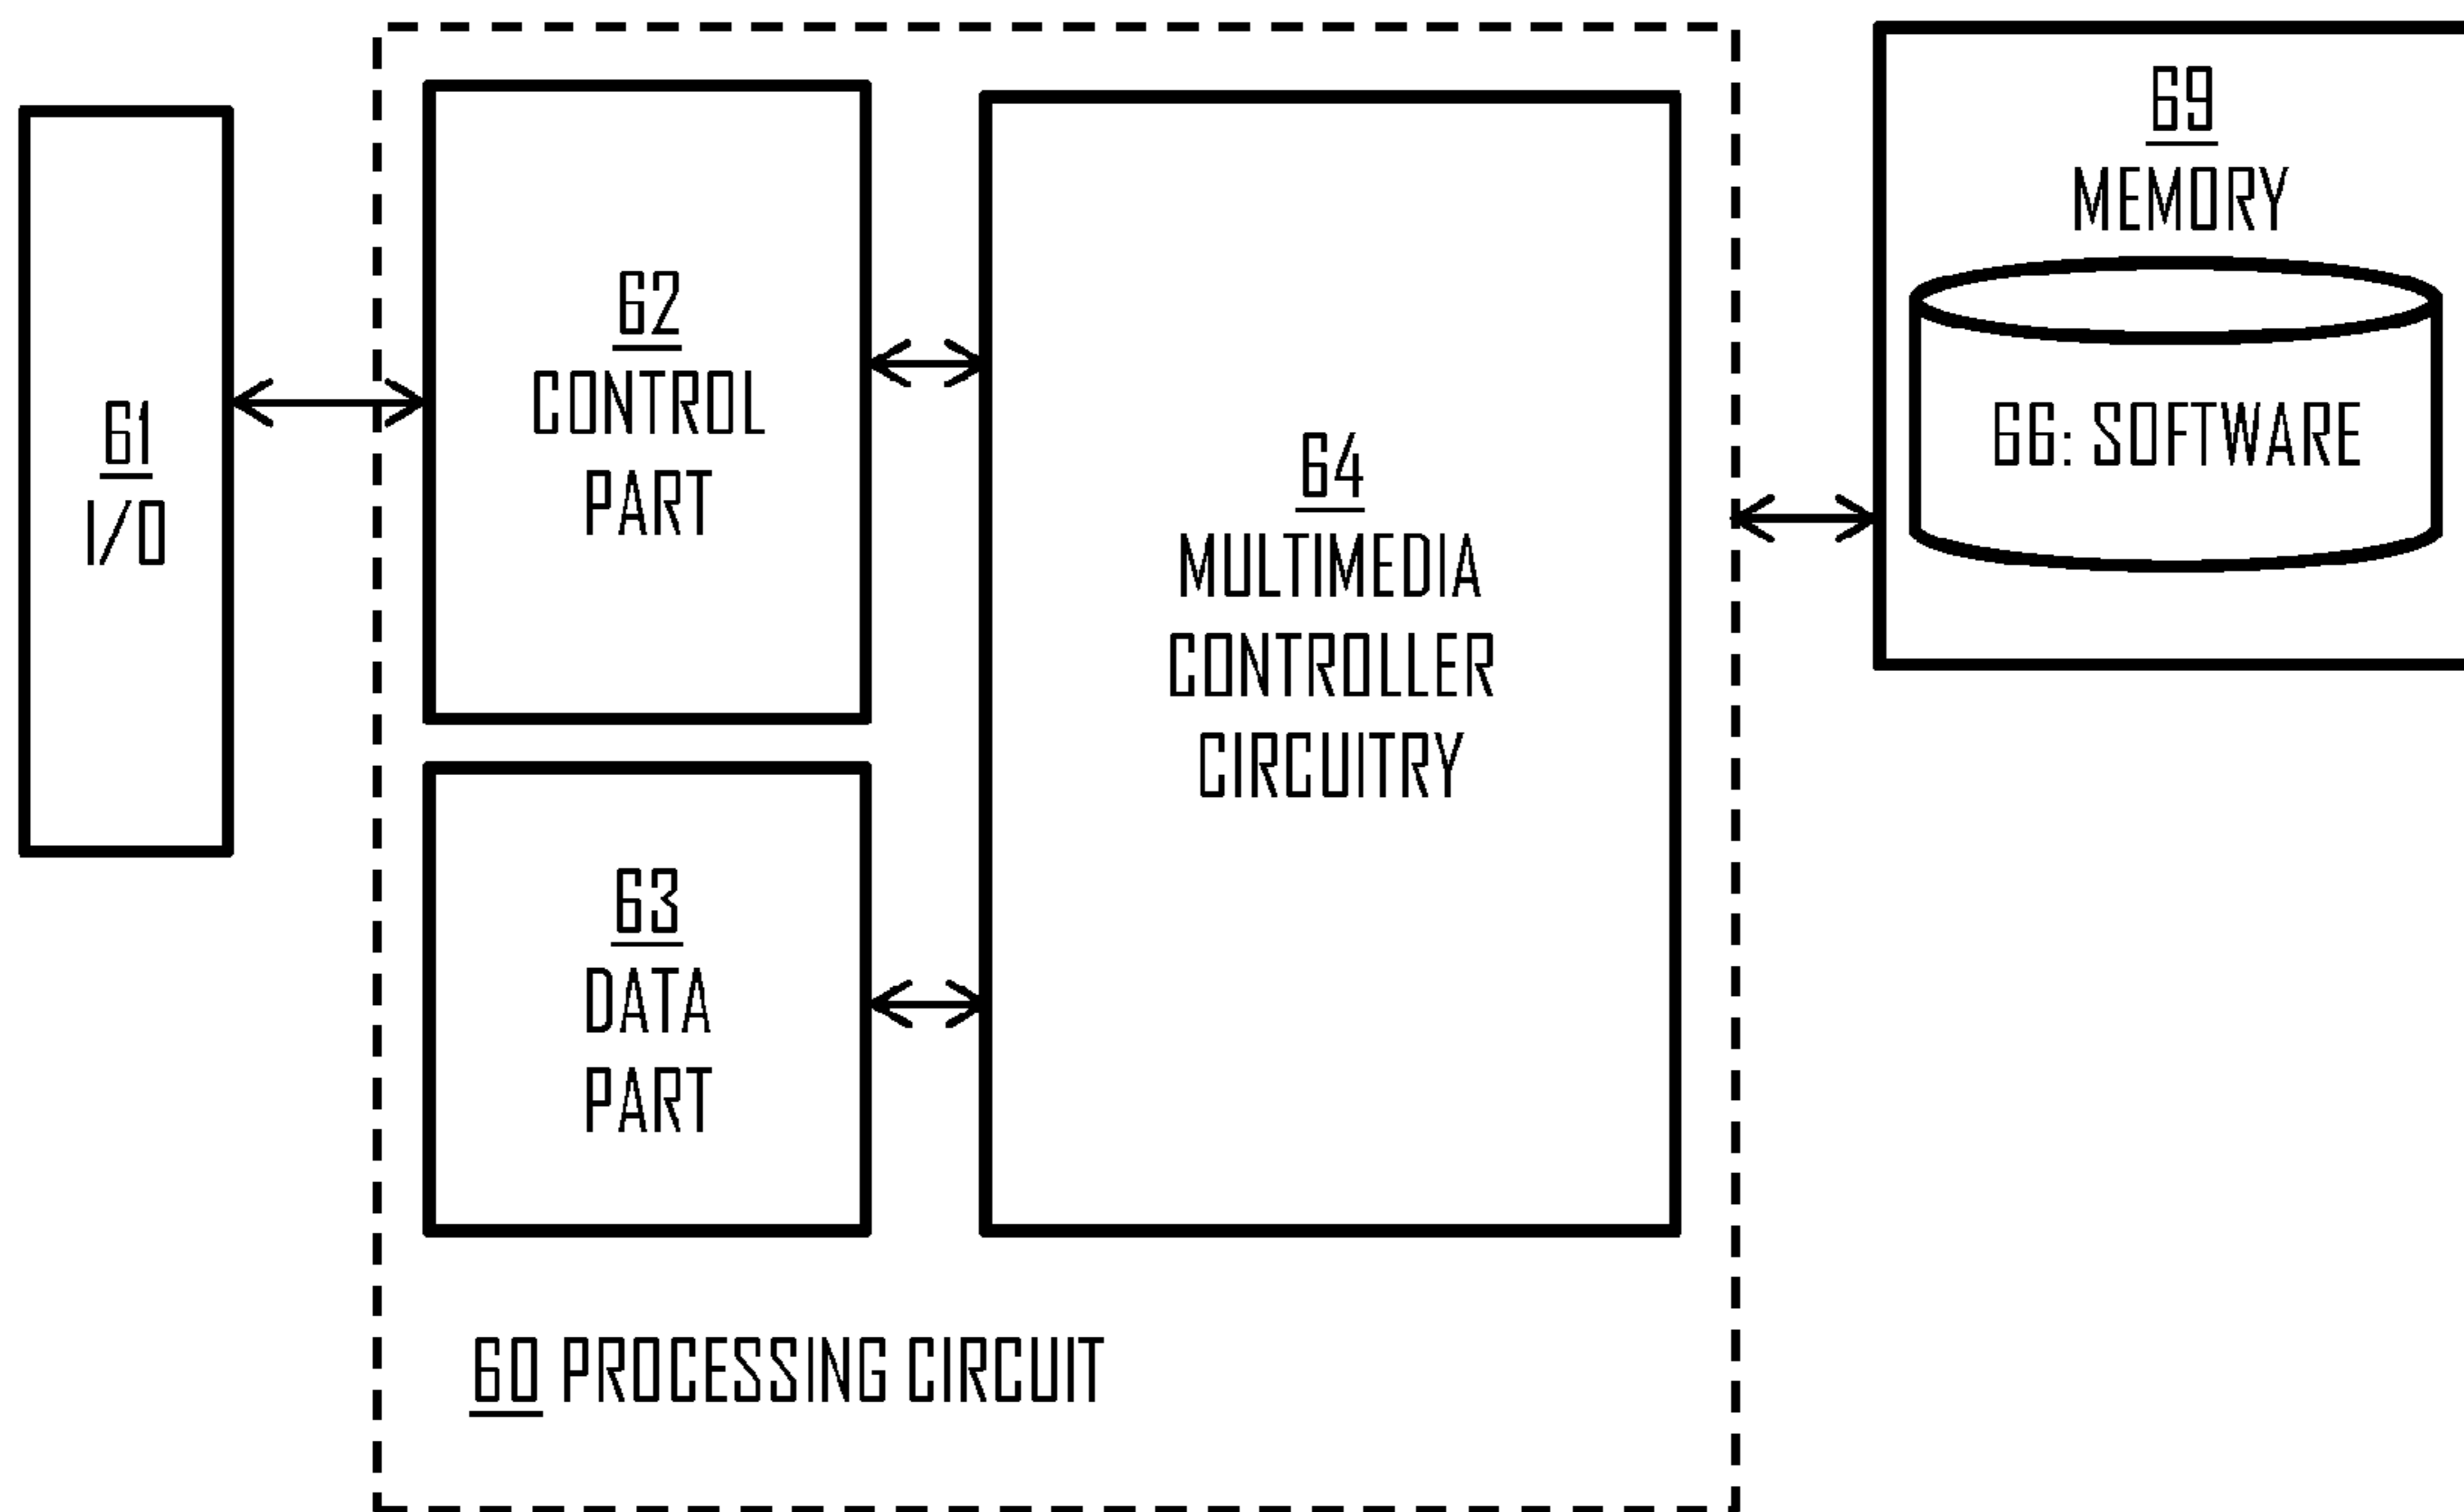 61
I/O
62
CONTROL
PART
63
DATA
PART
64
MULTIMEDIA
CONTROLLER
CIRCUITRY
60 PROCESSING CIRCUIT
69
MEMORY
66: SOFTWARE